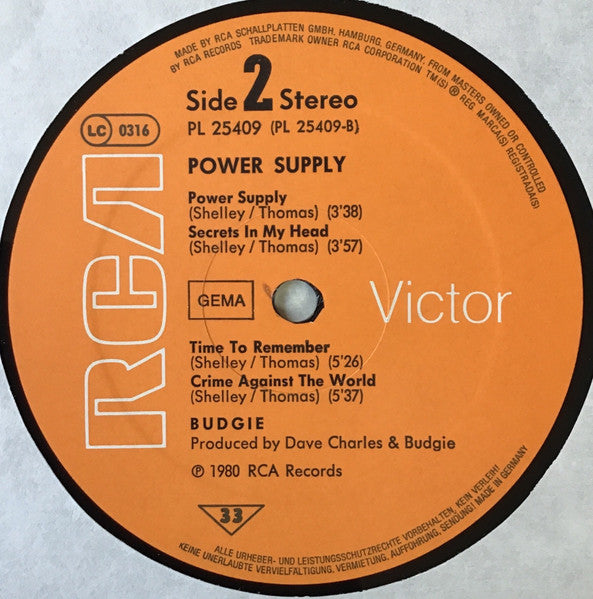 MADE BY RCA SCHALLPLATTEN GMBH, HAMBURG, GERMANY, FROM MASTERS OWNED OR CONTROLLED
BY RCA RECORDS TRADEMARK OWNER RCA CORPORATION TM(S) ® REG. MARCA(S) REGISTRADA(S)
Side 2 Stereo
PL 25409 (PL 25409-B)
LC 0316
RCA
POWER SUPPLY
Power Supply
(Shelley / Thomas) (3'38)
Secrets In My Head
(Shelley / Thomas) (3'57)
GEMA
Victor
Time To Remember
(Shelley / Thomas) (5'26)
Crime Against The World
(Shelley / Thomas) (5'37)
BUDGIE
Produced by Dave Charles & Budgie
℗ 1980 RCA Records
33
ALLE URHEBER- UND LEISTUNGSSCHUTZRECHTE VORBEHALTEN, KEIN VERLEIH!
KEINE UNERLAUBTE VERVIELFÄLTIGUNG, VERMIETUNG, AUFFÜHRUNG, SENDUNG! MADE IN GERMANY